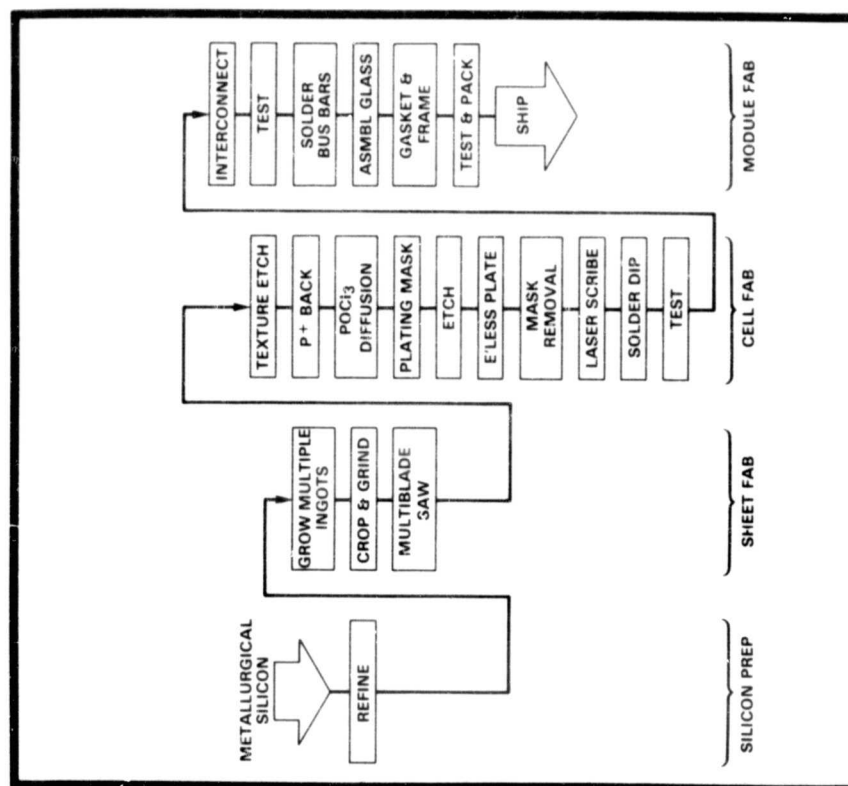 METALLURGICAL
SILICON
REFINE
SILICON PREP
GROW MULTIPLE
INGOTS
CROP & GRIND
MULTIBLADE
SAW
SHEET FAB
TEXTURE ETCH
P+ BACK
POCl3
DIFFUSION
PLATING MASK
ETCH
E'LESS PLATE
MASK
REMOVAL
LASER SCRIBE
SOLDER DIP
TEST
CELL FAB
INTERCONNECT
TEST
SOLDER
BUS BARS
ASMBL GLASS
GASKET &
FRAME
TEST & PACK
SHIP
MODULE FAB